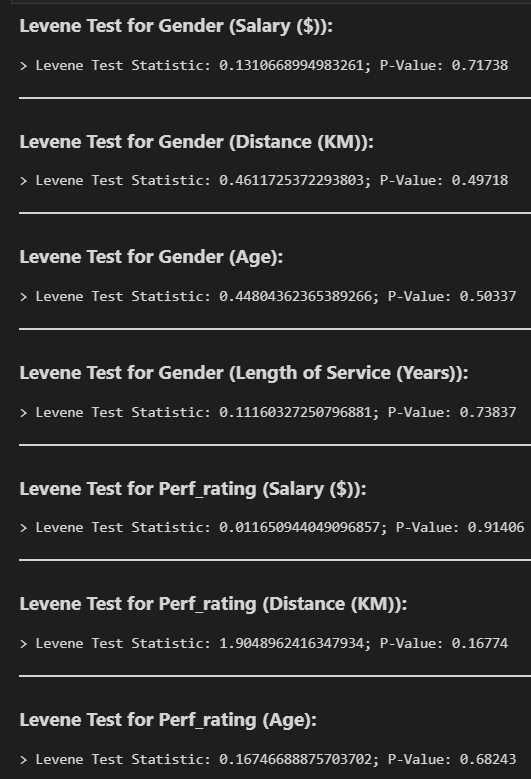 Levene Test for Gender (Salary ($)):
> Levene Test Statistic: 0.1310668994983261; P-Value: 0.71738
Levene Test for Gender (Distance (KM)):
> Levene Test Statistic: 0.4611725372293803; P-Value: 0.49718
Levene Test for Gender (Age):
> Levene Test Statistic: 0.44804362365389266; P-Value: 0.50337
Levene Test for Gender (Length of Service (Years)):
> Levene Test Statistic: 0.11160327250796881; P-Value: 0.73837
Levene Test for Perf_rating (Salary ($)):
> Levene Test Statistic: 0.011650944049096857; P-Value: 0.91406
Levene Test for Perf_rating (Distance (KM)):
> Levene Test Statistic: 1.9048962416347934; P-Value: 0.16774
Levene Test for Perf_rating (Age):
> Levene Test Statistic: 0.16746688875703702; P-Value: 0.68243